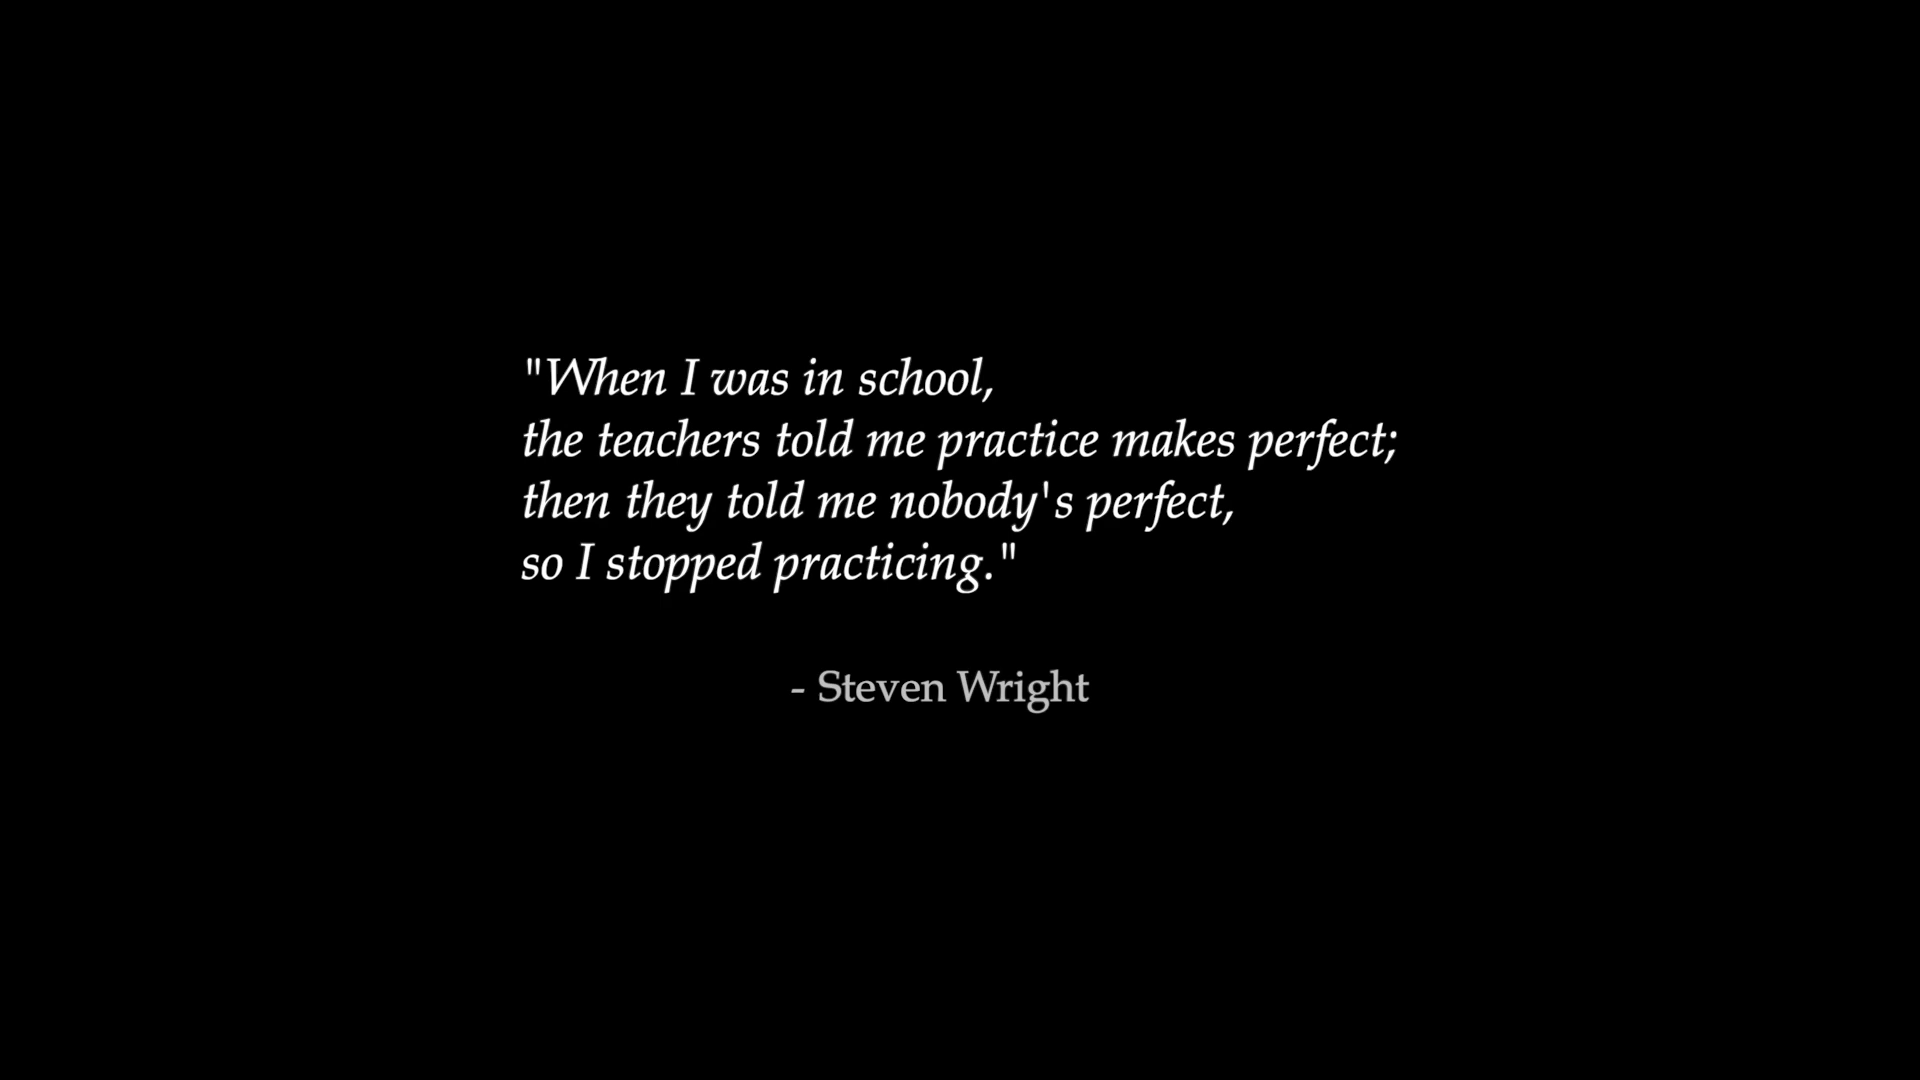 "When I was in school,
the teachers told me practice makes perfect;
then they told me nobody's perfect,
so I stopped practicing."
- Steven Wright